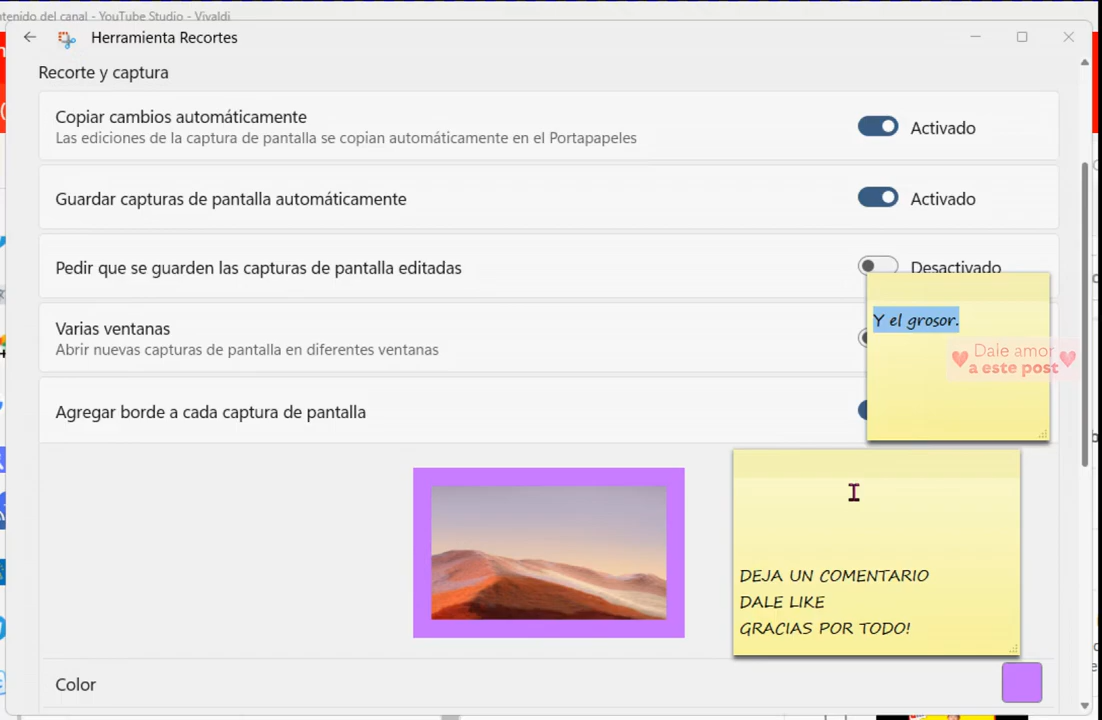 ntenido del canal - YouTube Studio - Vivaldi
Herramienta Recortes
Recorte y captura
Copiar cambios automáticamente
Las ediciones de la captura de pantalla se copian automáticamente en el Portapapeles
Activado
Guardar capturas de pantalla automáticamente
Activado
Pedir que se guarden las capturas de pantalla editadas
Desactivado
Varias ventanas
Abrir nuevas capturas de pantalla en diferentes ventanas
Y el grosor.
Dale amor
a este post
Agregar borde a cada captura de pantalla
DEJA UN COMENTARIO
DALE LIKE
GRACIAS POR TODO!
Color